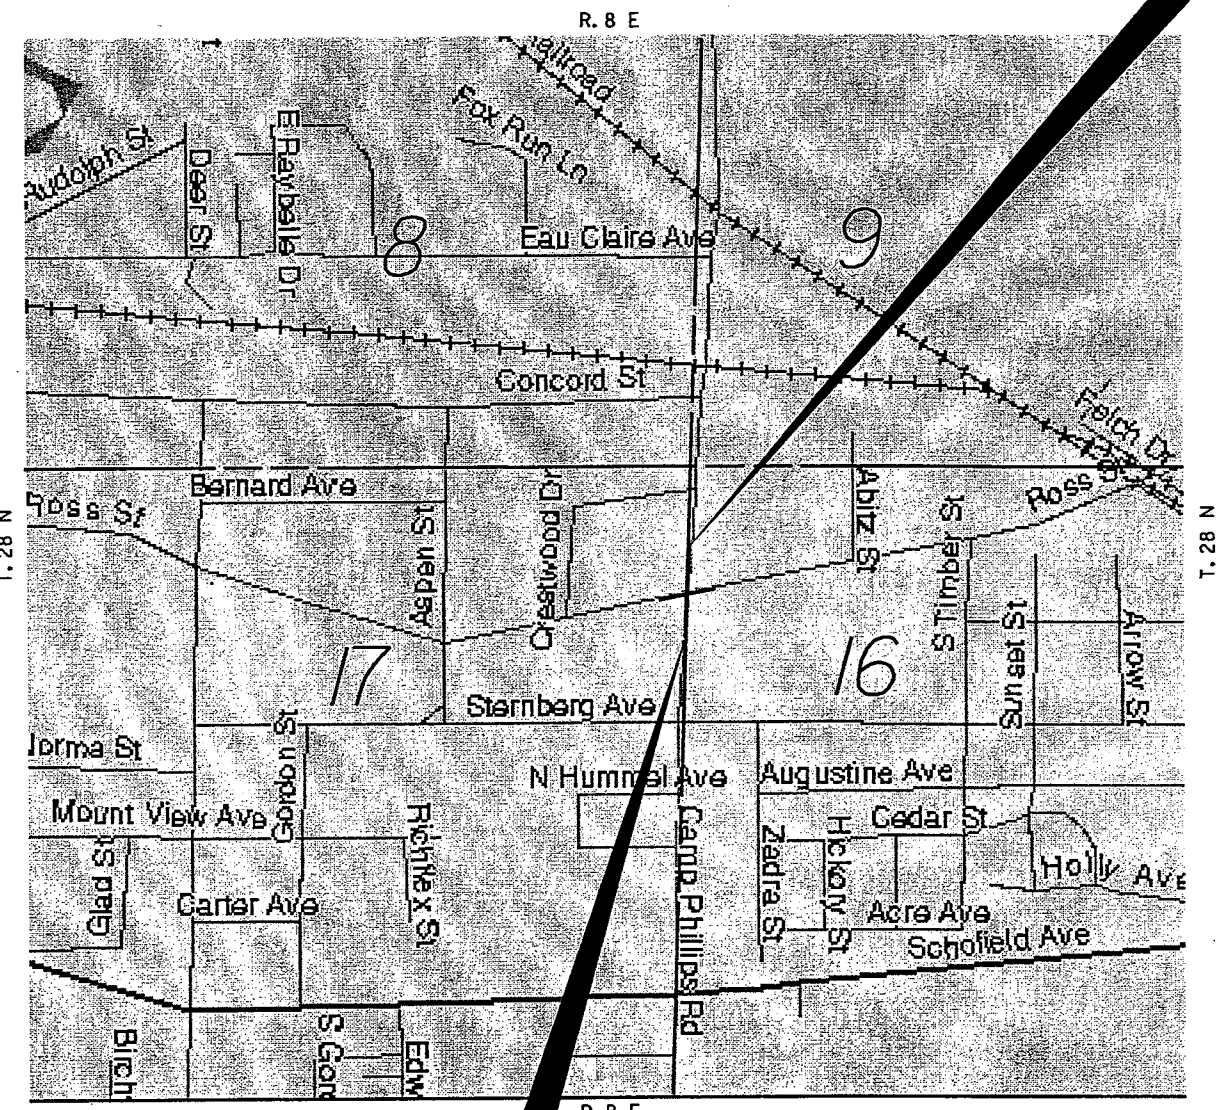 R. 8 E
Railroad
Fox Run Ln
Rudolph St
Deer St
E Raybelle Dr
8
9
Eau Claire Ave
Concord St
Felch Dr
Bernard Ave
Ross St
Ross St
Aspen St
Crestwood Dr
Abitz St
S Timber St
T. 28 N
T. 28 N
17
16
Sunset St
Arrow St
Sternberg Ave
Norma St
Gordon St
N Hummel Ave
Augustine Ave
Mount View Ave
Cedar St
Richflex St
Camp Phillips Rd
Zadra St
Hickory St
Holly Ave
Glad St
Carter Ave
Acre Ave
Schofield Ave
Birch
S Gord
Edw
R. 8 E